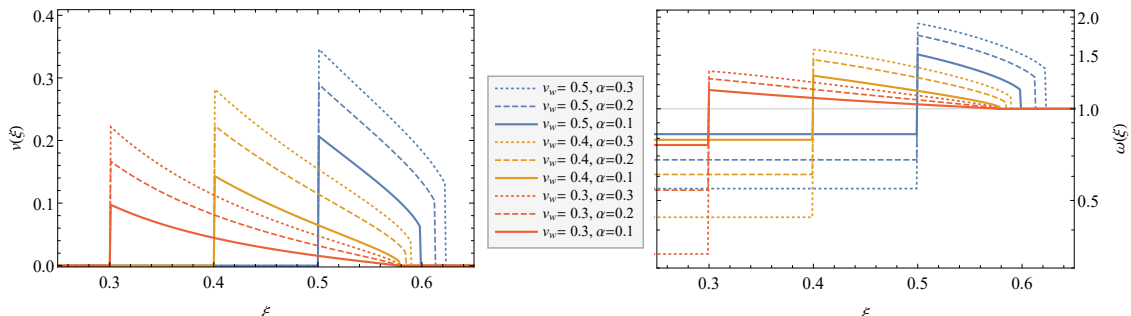 0.4
0.3
0.2
0.1
0.0
v(ξ)
0.3
0.4
0.5
0.6
ξ
v_w = 0.5, α=0.3
v_w = 0.5, α=0.2
v_w = 0.5, α=0.1
v_w = 0.4, α=0.3
v_w = 0.4, α=0.2
v_w = 0.4, α=0.1
v_w = 0.3, α=0.3
v_w = 0.3, α=0.2
v_w = 0.3, α=0.1
2.0
1.5
1.0
0.5
ω(ξ)
0.3
0.4
0.5
0.6
ξ